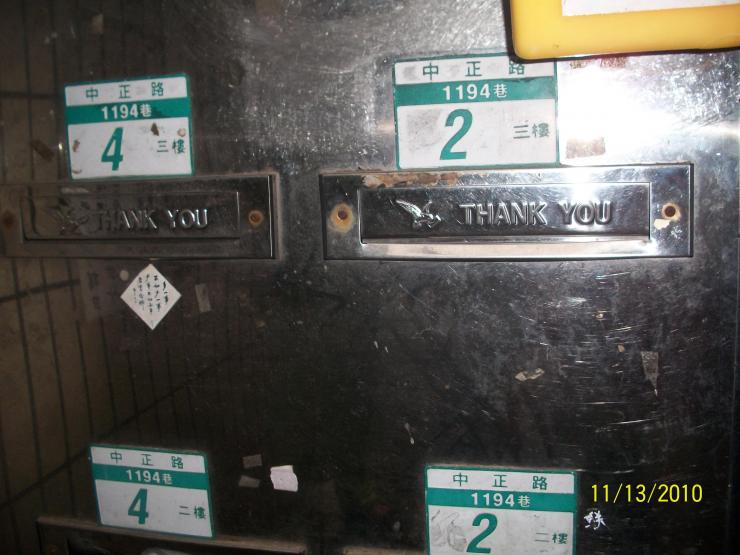 中正路
1194巷
4 三樓
中正路
1194巷
2 三樓
THANK YOU
THANK YOU
中正路
1194巷
4 二樓
中正路
1194巷
2 二樓
11/13/2010